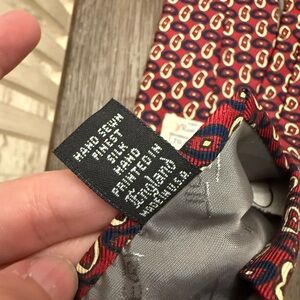 HAND SEWN
FINEST
SILK
HAND
PRINTED IN
England
MADE IN U.S.A.